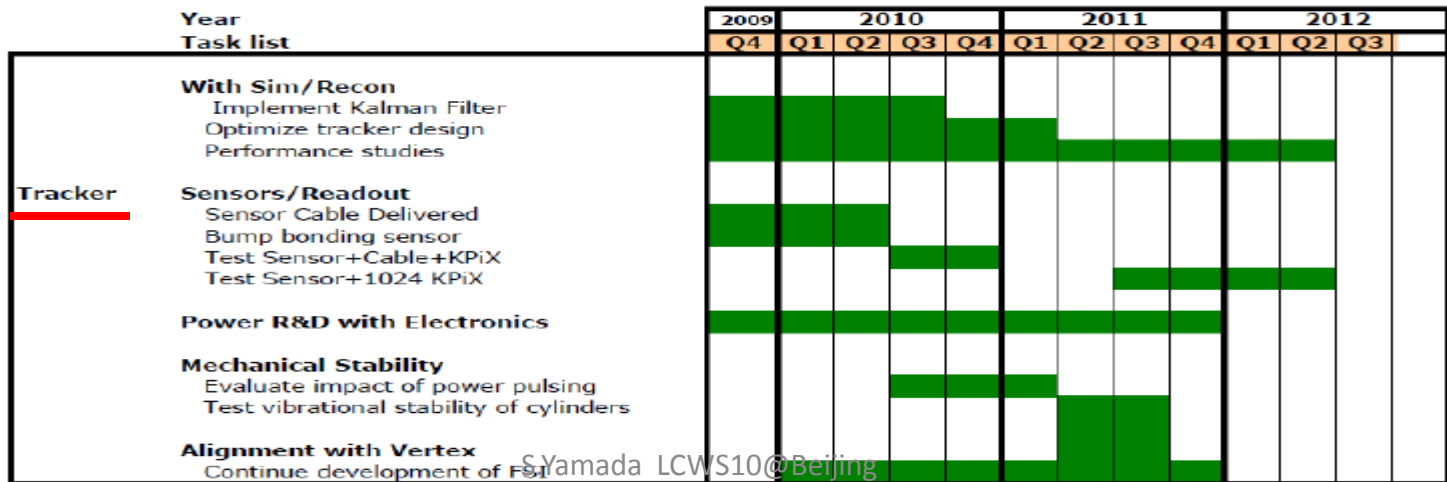 Year 2009 2010 2011 2012
Task list Q4 Q1 Q2 Q3 Q4 Q1 Q2 Q3 Q4 Q1 Q2 Q3
With Sim/Recon
Implement Kalman Filter
Optimize tracker design
Performance studies
Tracker Sensors/Readout
Sensor Cable Delivered
Bump bonding sensor
Test Sensor+Cable+KPiX
Test Sensor+1024 KPiX
Power R&D with Electronics
Mechanical Stability
Evaluate impact of power pulsing
Test vibrational stability of cylinders
Alignment with Vertex
Continue development of FSI
S.Yamada LCWS10@Beijing